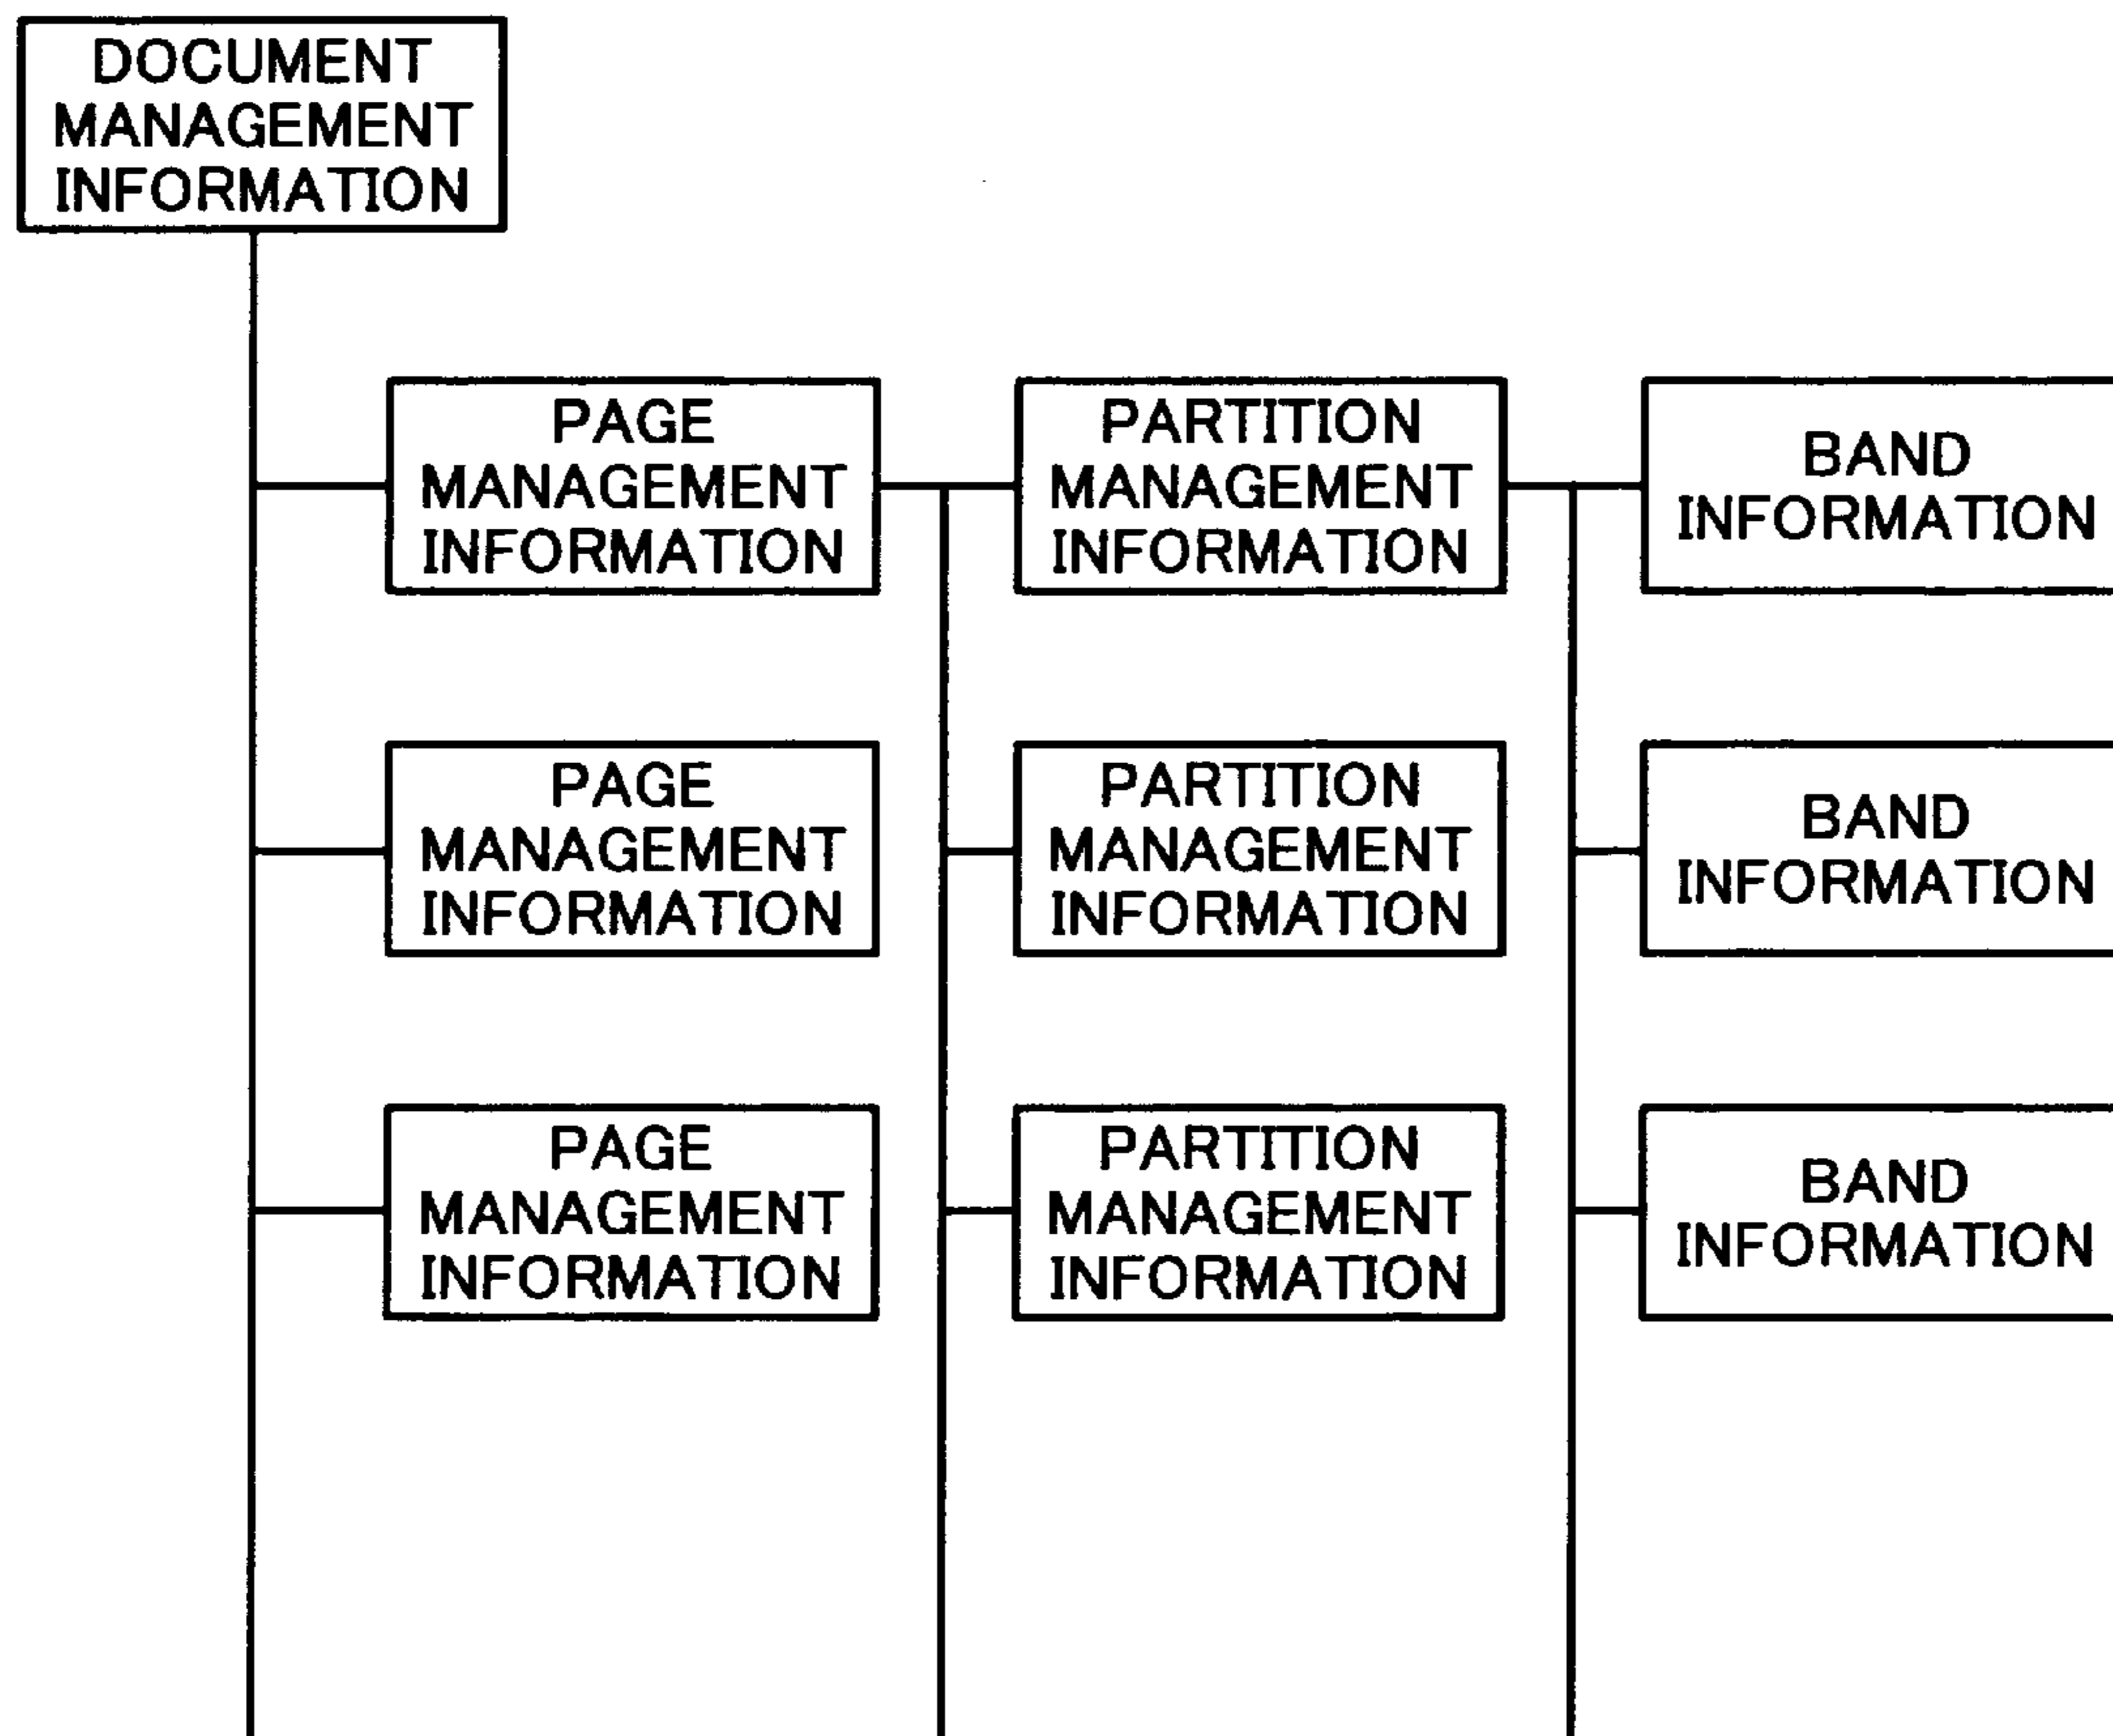 DOCUMENT
MANAGEMENT
INFORMATION
PAGE
MANAGEMENT
INFORMATION
PARTITION
MANAGEMENT
INFORMATION
BAND
INFORMATION
PAGE
MANAGEMENT
INFORMATION
PARTITION
MANAGEMENT
INFORMATION
BAND
INFORMATION
PAGE
MANAGEMENT
INFORMATION
PARTITION
MANAGEMENT
INFORMATION
BAND
INFORMATION